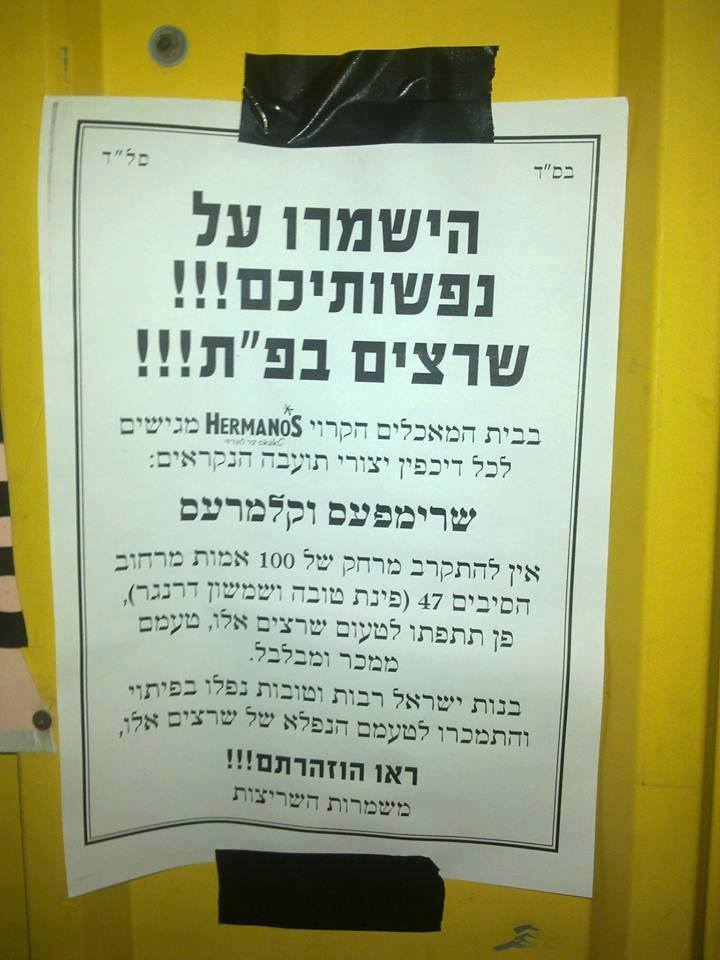 בס"ד
סל"ד
הישמרו על
נפשותיכם!!!
שרצים בפ"ת!!!
בבית המאכלים הקרוי HERMANO'S מגישים
לכל דיכפין יצורי תועבה הנקראים:
שרימפעס וקלמרעס
אין להתקרב מרחק של 100 אמות מרחוב
הסיבים 47 (פינת טובה ושמשון דרנגר),
פן תתפתו לטעום שרצים אלו, טעמם
ממכר ומבלבל.
בנות ישראל רבות וטובות נפלו בפיתוי
והתמכרו לטעמם הנפלא של שרצים אלו,
ראו הוזהרתם!!!
משמרות השריצות